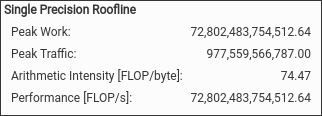 Single Precision Roofline
Peak Work: 72,802,483,754,512.64
Peak Traffic: 977,559,566,787.00
Arithmetic Intensity [FLOP/byte]: 74.47
Performance [FLOP/s]: 72,802,483,754,512.64